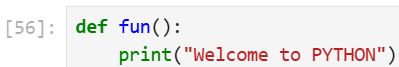 [56]: def fun():
    print("Welcome to PYTHON")